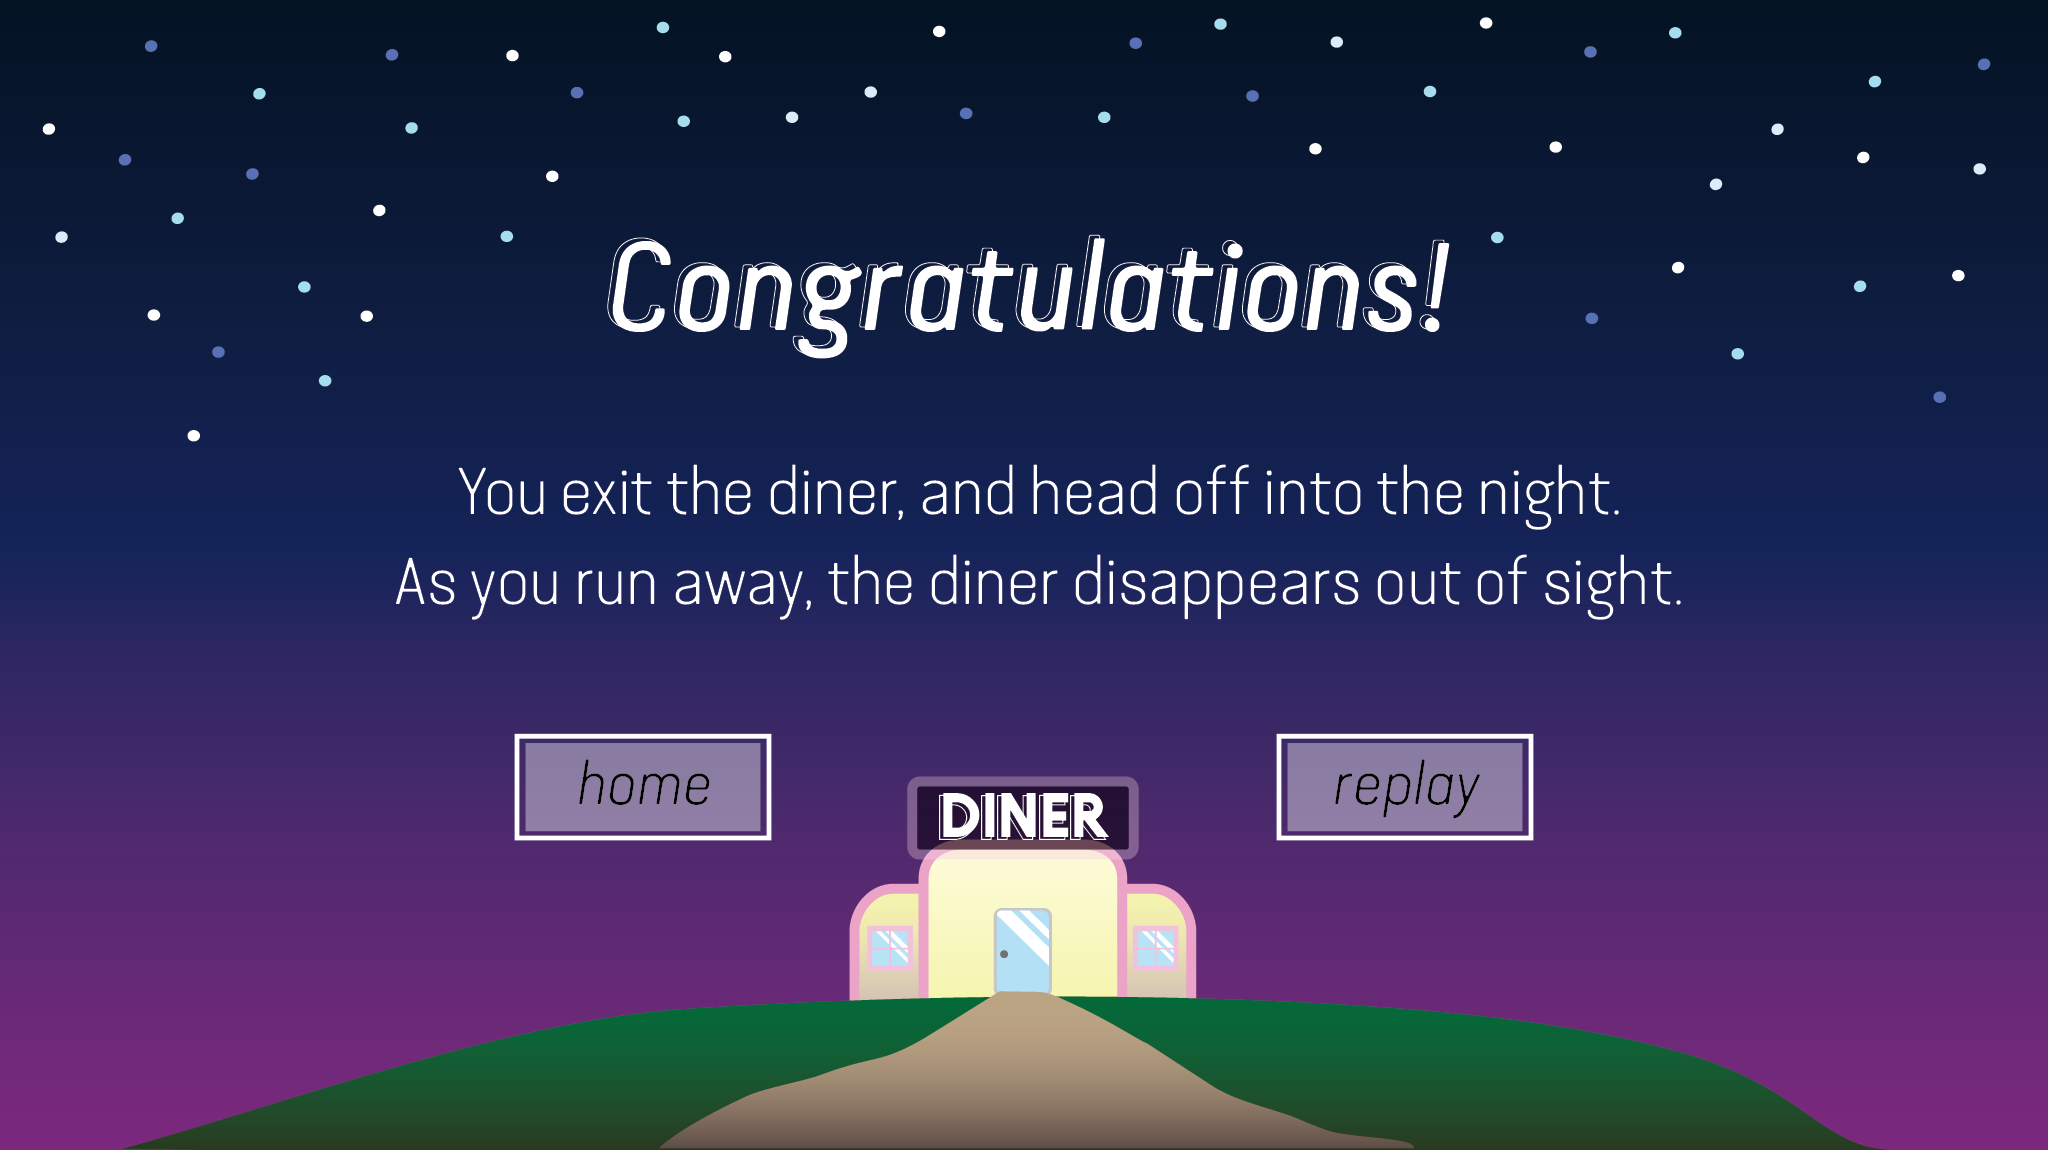 Congratulations!
You exit the diner, and head off into the night.
As you run away, the diner disappears out of sight.
home
replay
DINER